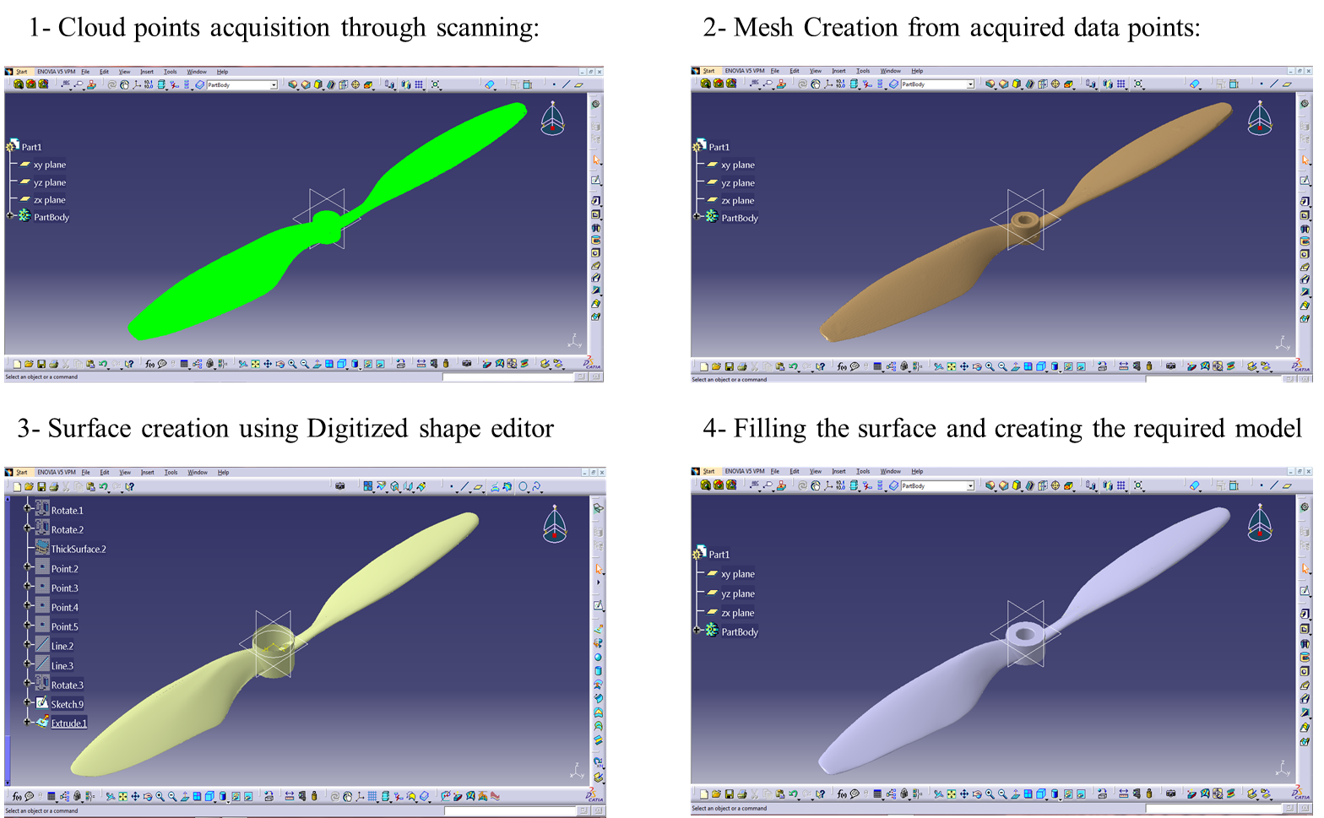 1- Cloud points acquisition through scanning:
2- Mesh Creation from acquired data points:
Start ENOVIA V5 VPM File Edit View Insert Tools Window Help
PartBody
Part1
xy plane
yz plane
zx plane
PartBody
CATIA
Select an object or a command
Start ENOVIA V5 VPM File Edit View Insert Tools Window Help
PartBody
Part1
xy plane
yz plane
zx plane
PartBody
CATIA
Select an object or a command
3- Surface creation using Digitized shape editor
4- Filling the surface and creating the required model
Start ENOVIA V5 VPM File Edit View Insert Tools Window Help
Rotate.1
Rotate.2
ThickSurface.2
Point.2
Point.3
Point.4
Point.5
Line.2
Line.3
Rotate.3
Sketch.9
Extrude.1
CATIA
Select an object or a command
Start ENOVIA V5 VPM File Edit View Insert Tools Window Help
PartBody
Part1
xy plane
yz plane
zx plane
PartBody
CATIA
Select an object or a command